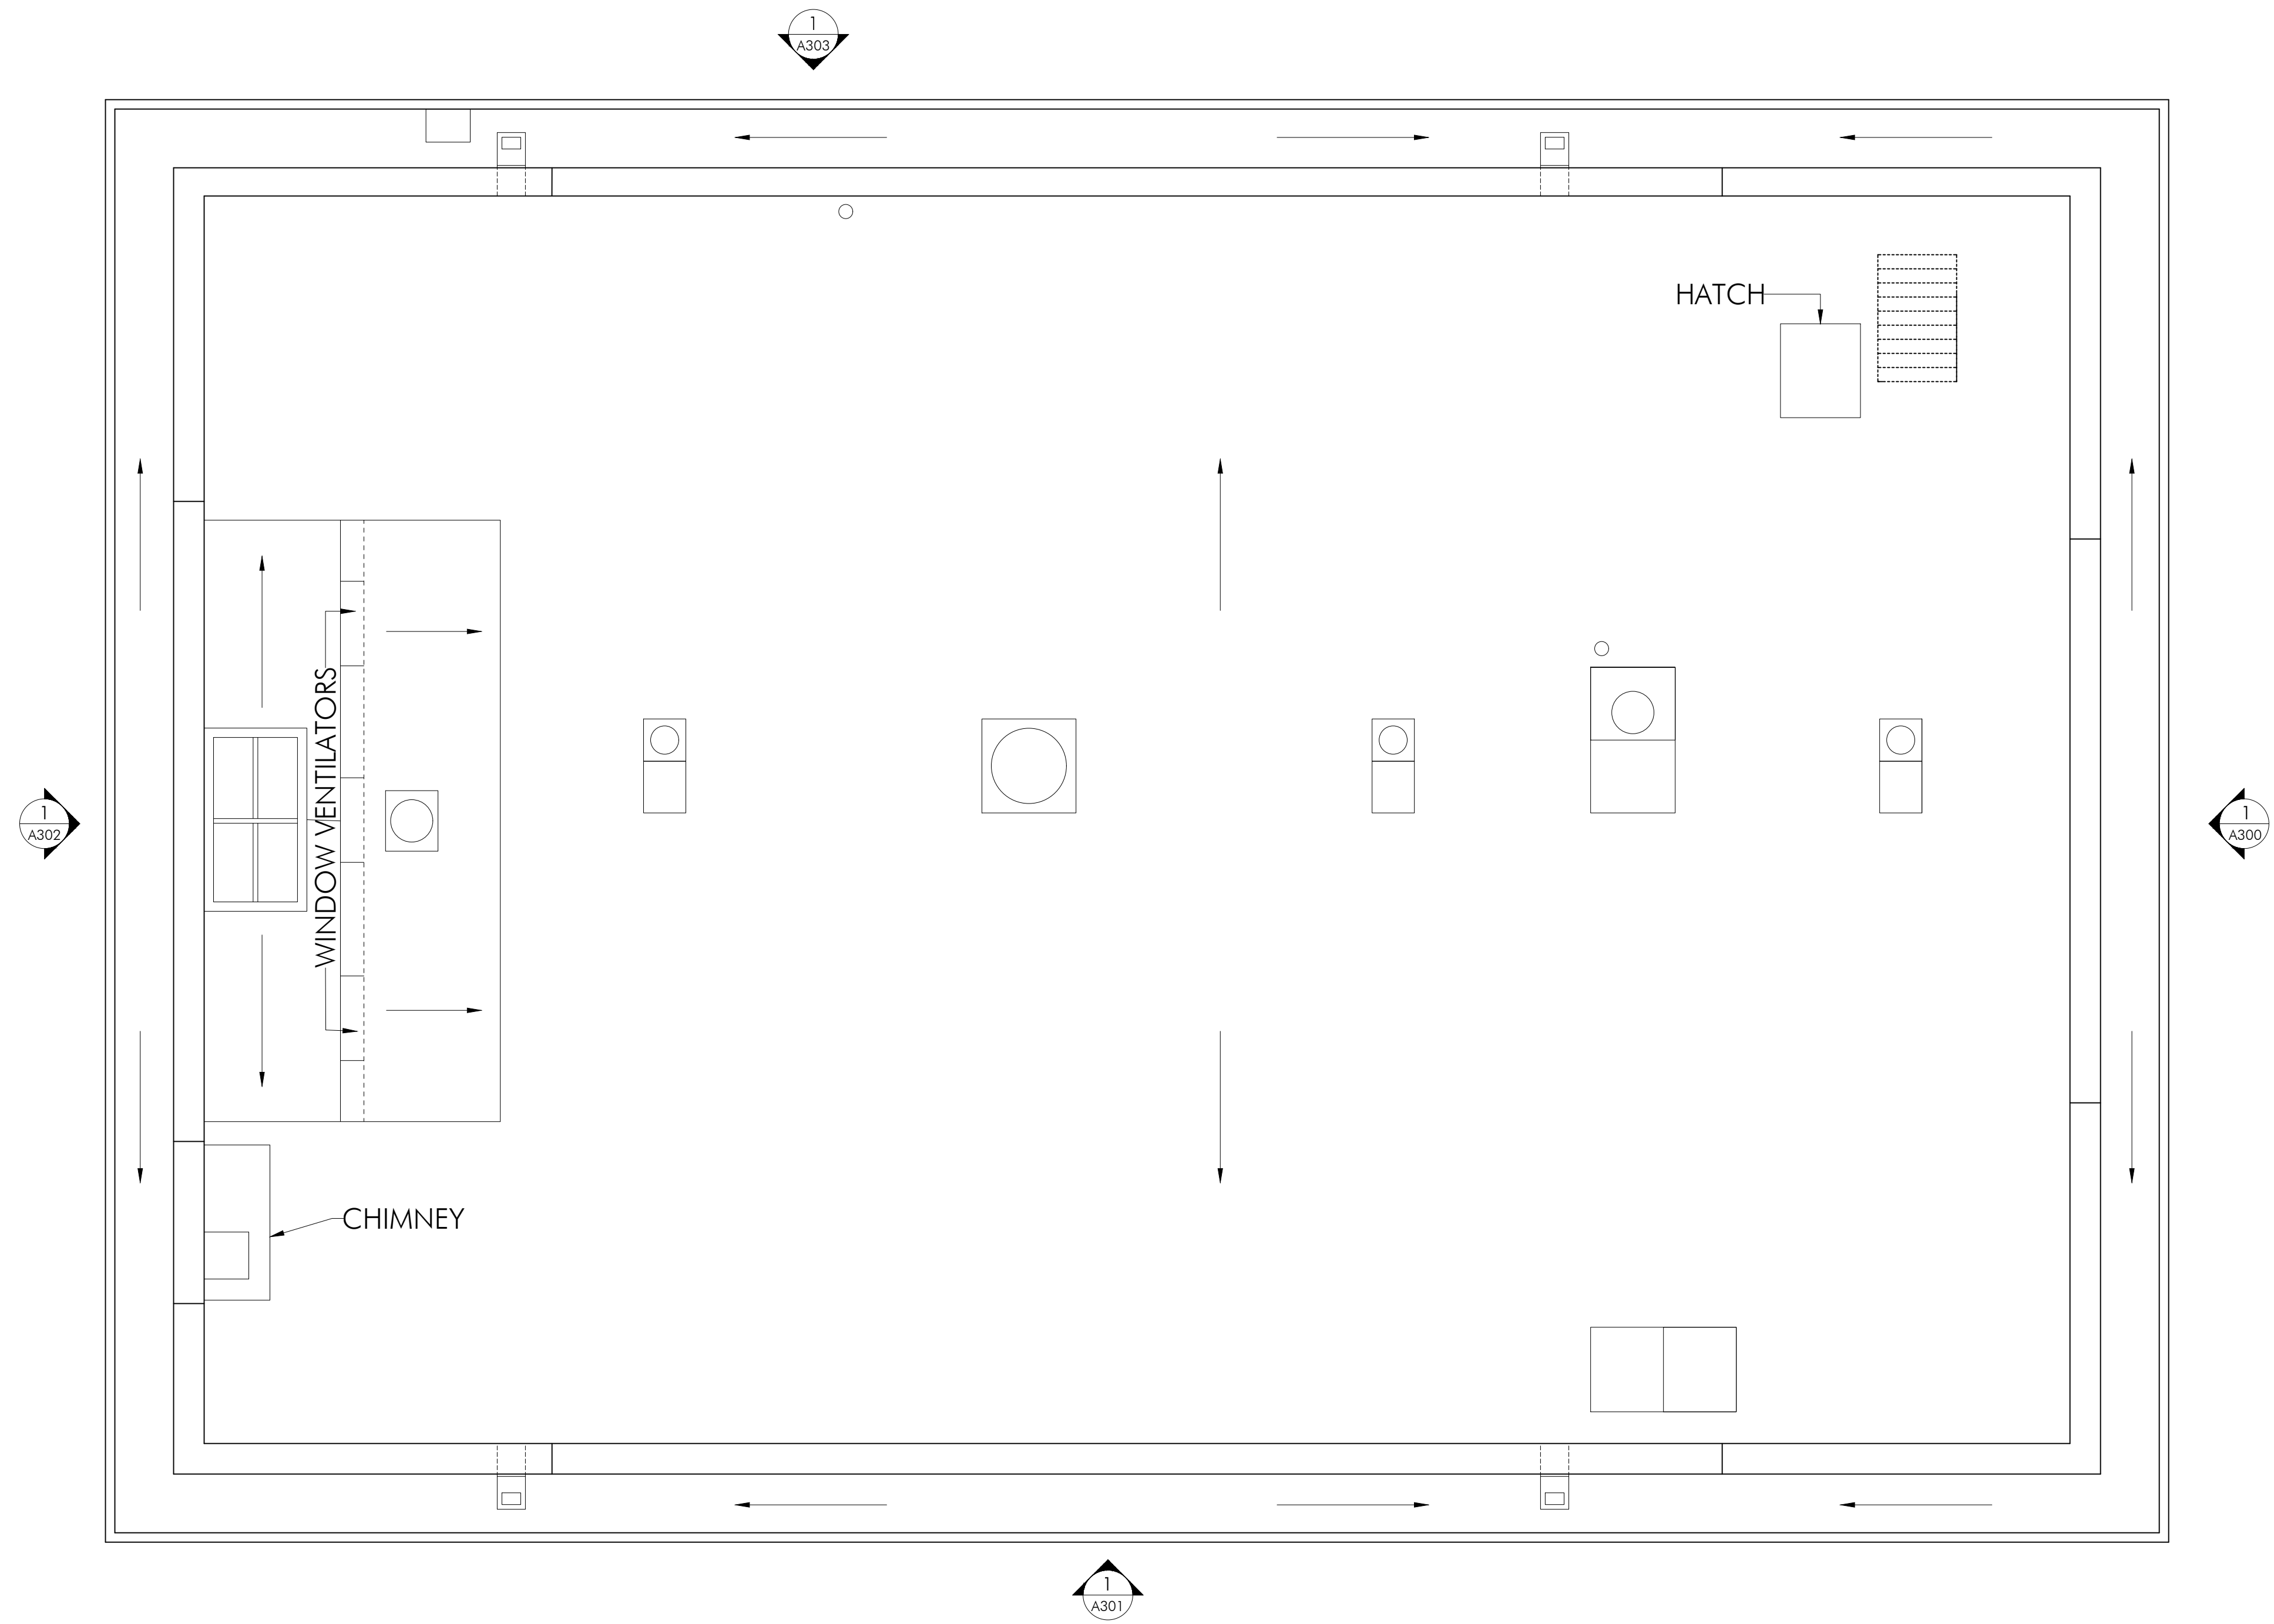 1
A303
HATCH
WINDOW VENTILATORS
1
A302
1
A300
CHIMNEY
1
A301